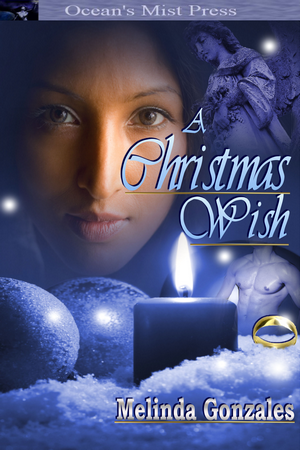 Ocean's Mist Press
A
Christmas
Wish
Melinda Gonzales